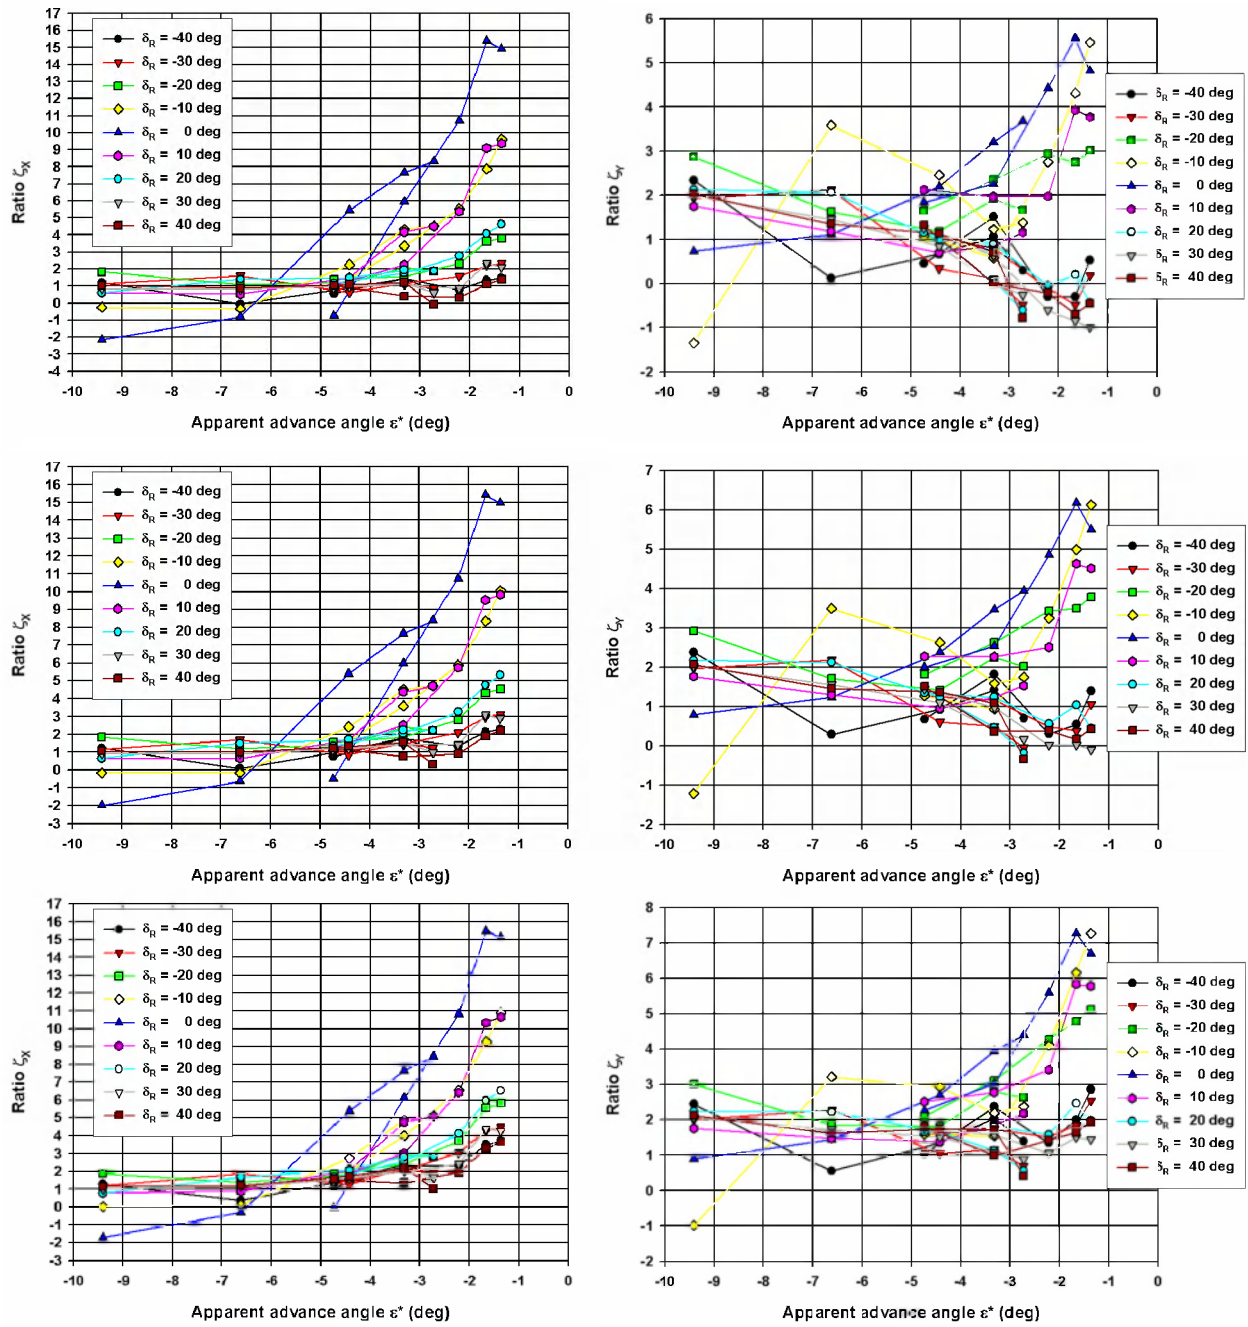 Ratio ζX
17
16
15
14
13
12
11
10
9
8
7
6
5
4
3
2
1
0
-1
-2
-3
-4
δR = -40 deg
δR = -30 deg
δR = -20 deg
δR = -10 deg
δR = 0 deg
δR = 10 deg
δR = 20 deg
δR = 30 deg
δR = 40 deg
-10 -9 -8 -7 -6 -5 -4 -3 -2 -1 0
Apparent advance angle ε* (deg)
Ratio ζY
6
5
4
3
2
1
0
-1
-2
δR = -40 deg
δR = -30 deg
δR = -20 deg
δR = -10 deg
δR = 0 deg
δR = 10 deg
δR = 20 deg
δR = 30 deg
δR = 40 deg
-10 -9 -8 -7 -6 -5 -4 -3 -2 -1 0
Apparent advance angle ε* (deg)
Ratio ζX
17
16
15
14
13
12
11
10
9
8
7
6
5
4
3
2
1
0
-1
-2
-3
δR = -40 deg
δR = -30 deg
δR = -20 deg
δR = -10 deg
δR = 0 deg
δR = 10 deg
δR = 20 deg
δR = 30 deg
δR = 40 deg
-10 -9 -8 -7 -6 -5 -4 -3 -2 -1 0
Apparent advance angle ε* (deg)
Ratio ζY
7
6
5
4
3
2
1
0
-1
-2
δR = -40 deg
δR = -30 deg
δR = -20 deg
δR = -10 deg
δR = 0 deg
δR = 10 deg
δR = 20 deg
δR = 30 deg
δR = 40 deg
-10 -9 -8 -7 -6 -5 -4 -3 -2 -1 0
Apparent advance angle ε* (deg)
Ratio ζX
17
16
15
14
13
12
11
10
9
8
7
6
5
4
3
2
1
0
-1
-2
-3
δR = -40 deg
δR = -30 deg
δR = -20 deg
δR = -10 deg
δR = 0 deg
δR = 10 deg
δR = 20 deg
δR = 30 deg
δR = 40 deg
-10 -9 -8 -7 -6 -5 -4 -3 -2 -1 0
Apparent advance angle ε* (deg)
Ratio ζY
8
7
6
5
4
3
2
1
0
-1
-2
δR = -40 deg
δR = -30 deg
δR = -20 deg
δR = -10 deg
δR = 0 deg
δR = 10 deg
δR = 20 deg
δR = 30 deg
δR = 40 deg
-10 -9 -8 -7 -6 -5 -4 -3 -2 -1 0
Apparent advance angle ε* (deg)